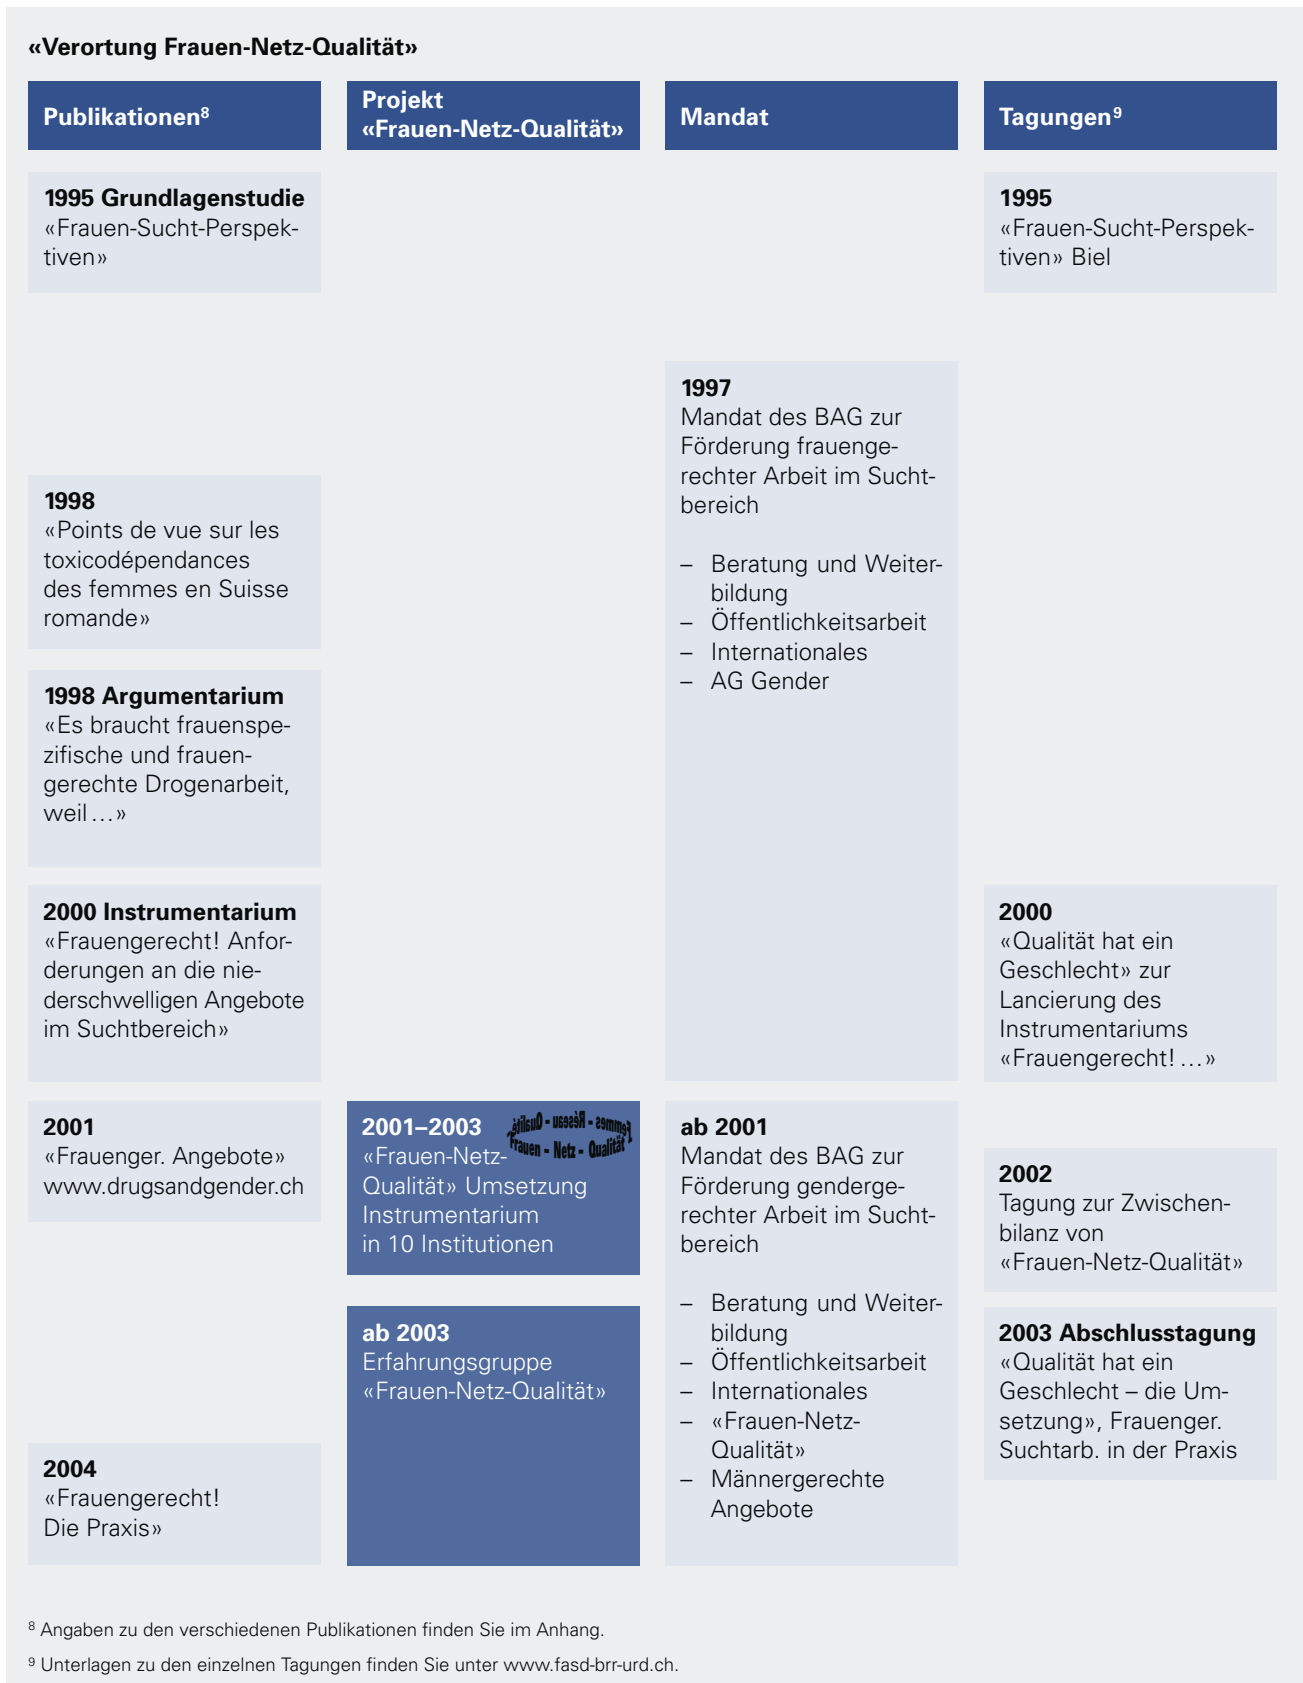 «Verortung Frauen-Netz-Qualität»
Publikationen⁸
1995 Grundlagenstudie
«Frauen-Sucht-Perspek-
tiven»
1998
«Points de vue sur les
toxicodépendances
des femmes en Suisse
romande»
1998 Argumentarium
«Es braucht frauenspe-
zifische und frauen-
gerechte Drogenarbeit,
weil ...»
2000 Instrumentarium
«Frauengerecht! Anfor-
derungen an die nie-
derschwelligen Angebote
im Suchtbereich»
2001
«Frauenger. Angebote»
www.drugsandgender.ch
2004
«Frauengerecht!
Die Praxis»
Projekt
«Frauen-Netz-Qualität»
2001–2003
«Frauen-Netz-
Qualität» Umsetzung
Instrumentarium
in 10 Institutionen
Femmes - Réseau - Qualité
Frauen - Netz - Qualität
ab 2003
Erfahrungsgruppe
«Frauen-Netz-Qualität»
Mandat
1997
Mandat des BAG zur
Förderung frauenge-
rechter Arbeit im Sucht-
bereich
– Beratung und Weiter-
bildung
– Öffentlichkeitsarbeit
– Internationales
– AG Gender
ab 2001
Mandat des BAG zur
Förderung genderge-
rechter Arbeit im Sucht-
bereich
– Beratung und Weiter-
bildung
– Öffentlichkeitsarbeit
– Internationales
– «Frauen-Netz-
Qualität»
– Männergerechte
Angebote
Tagungen⁹
1995
«Frauen-Sucht-Perspek-
tiven» Biel
2000
«Qualität hat ein
Geschlecht» zur
Lancierung des
Instrumentariums
«Frauengerecht! ...»
2002
Tagung zur Zwischen-
bilanz von
«Frauen-Netz-Qualität»
2003 Abschlusstagung
«Qualität hat ein
Geschlecht – die Um-
setzung», Frauenger.
Suchtarb. in der Praxis
⁸ Angaben zu den verschiedenen Publikationen finden Sie im Anhang.
⁹ Unterlagen zu den einzelnen Tagungen finden Sie unter www.fasd-brr-urd.ch.